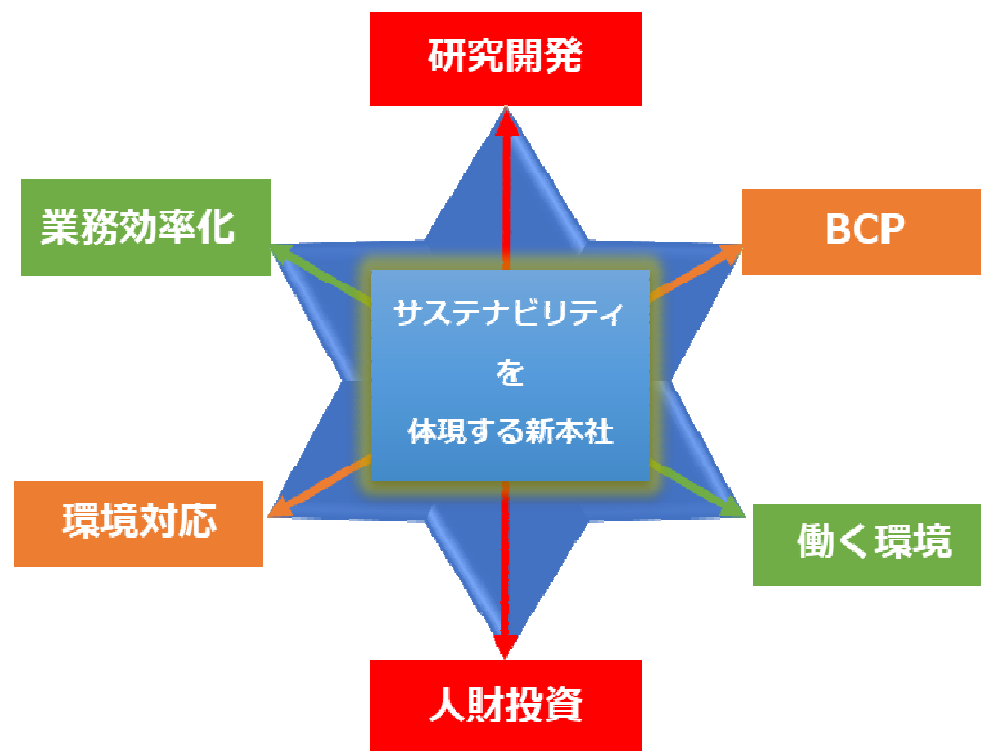 研究開発
業務効率化
BCP
サステナビリティ
を
体現する新本社
環境対応
働く環境
人財投資